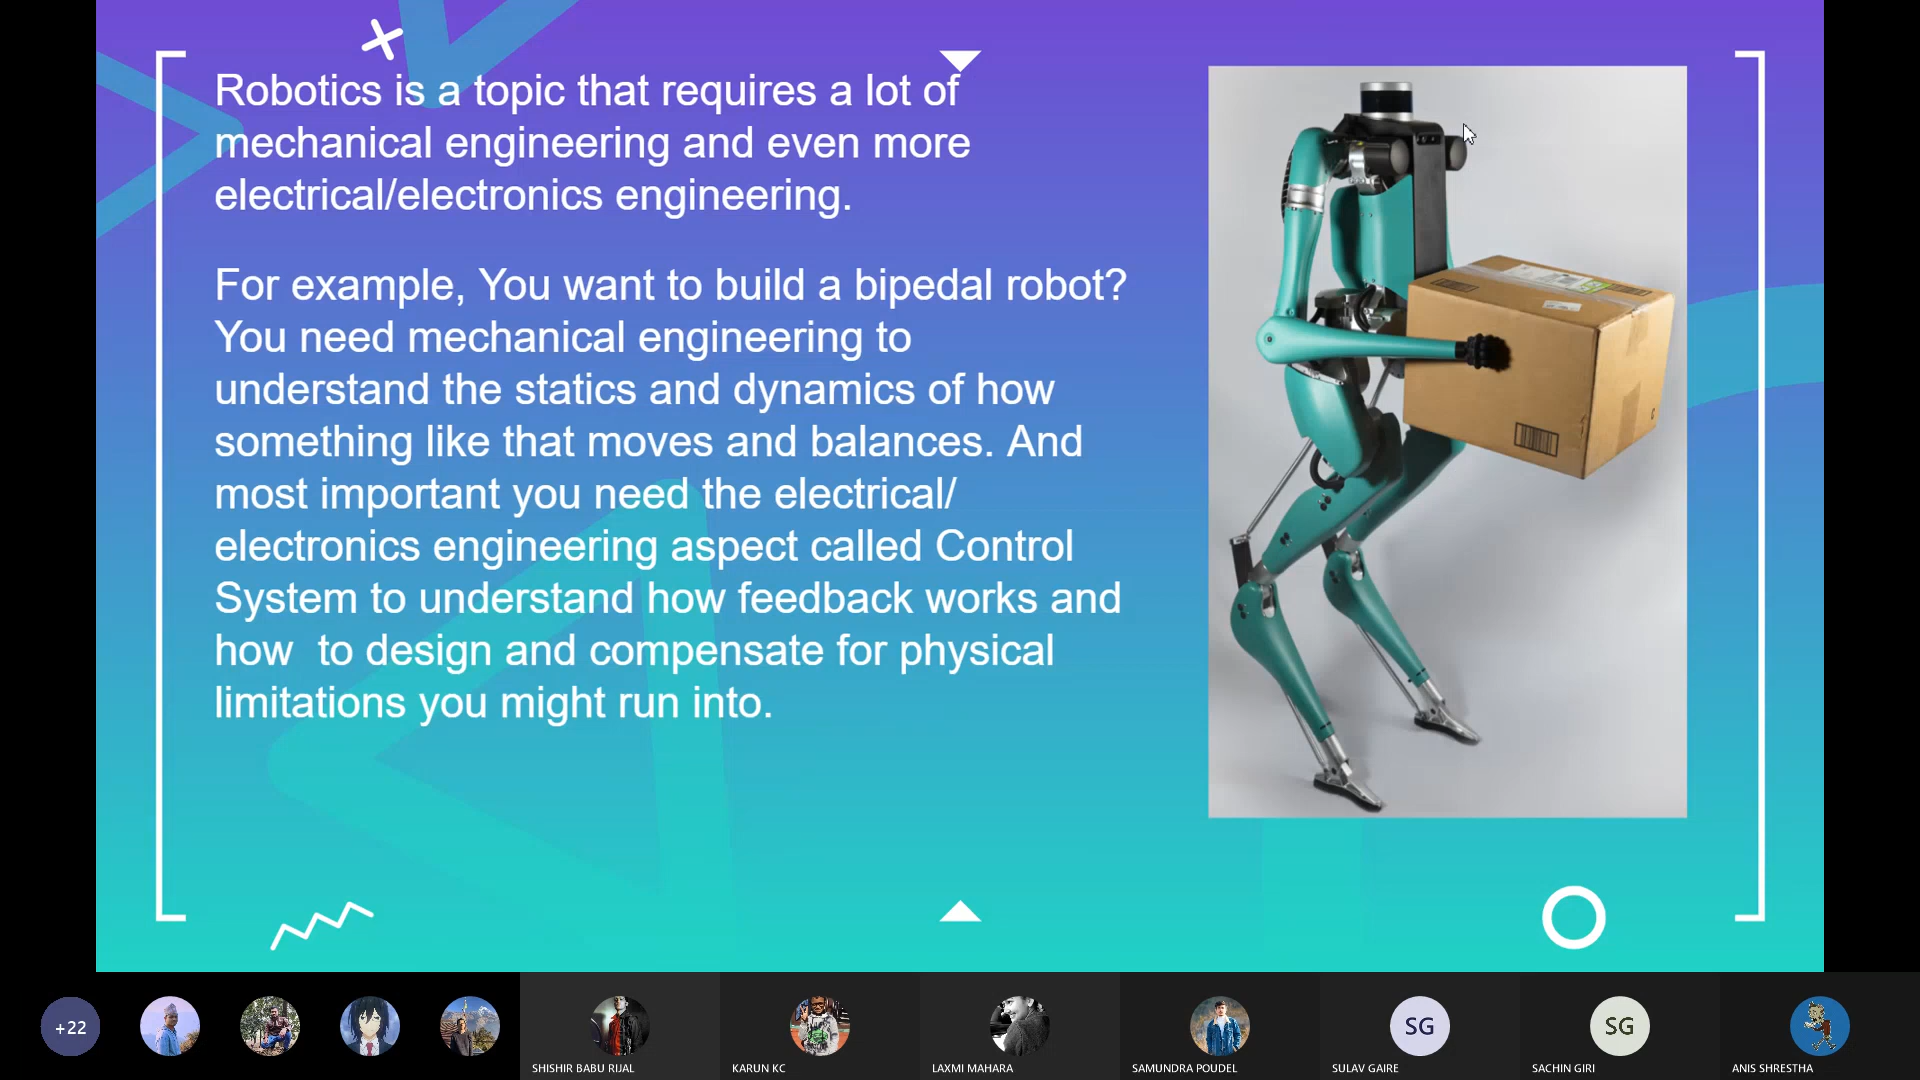 Robotics is a topic that requires a lot of
mechanical engineering and even more
electrical/electronics engineering.
For example, You want to build a bipedal robot?
You need mechanical engineering to
understand the statics and dynamics of how
something like that moves and balances. And
most important you need the electrical/
electronics engineering aspect called Control
System to understand how feedback works and
how  to design and compensate for physical
limitations you might run into.
+22
SG
SG
SHISHIR BABU RIJAL
KARUN KC
LAXMI MAHARA
SAMUNDRA POUDEL
SULAV GAIRE
SACHIN GIRI
ANIS SHRESTHA